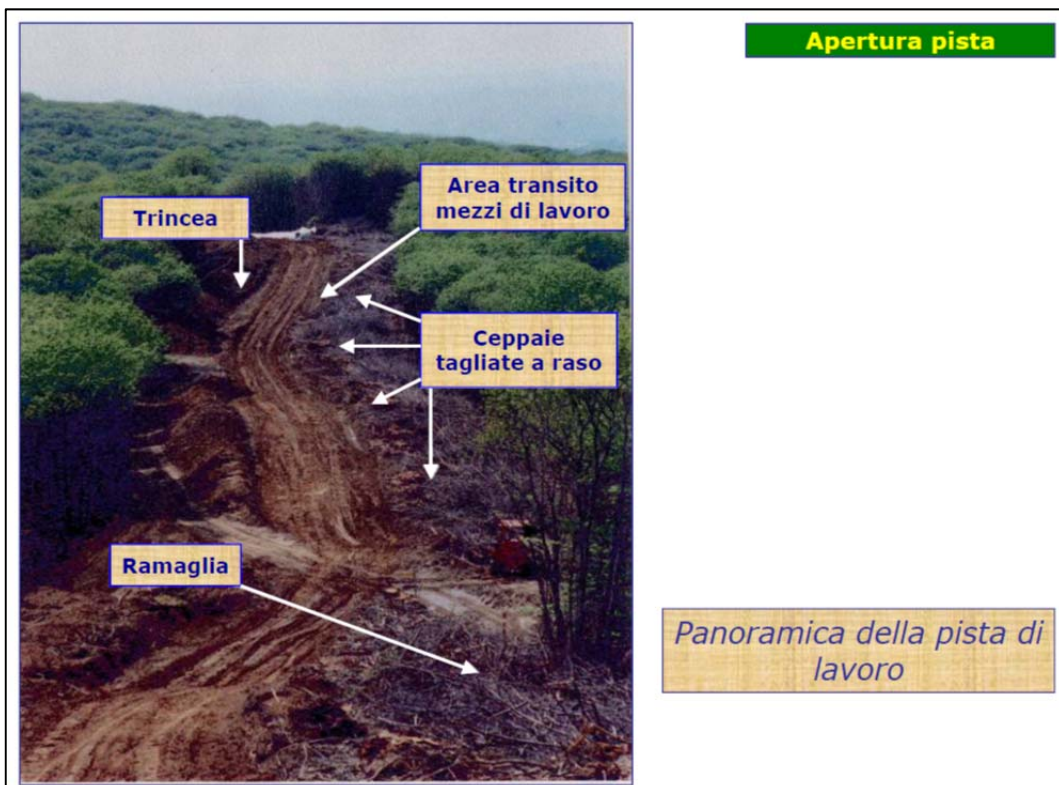 Apertura pista
Area transito
mezzi di lavoro
Trincea
Ceppaie
tagliate a raso
Ramaglia
Panoramica della pista di
lavoro